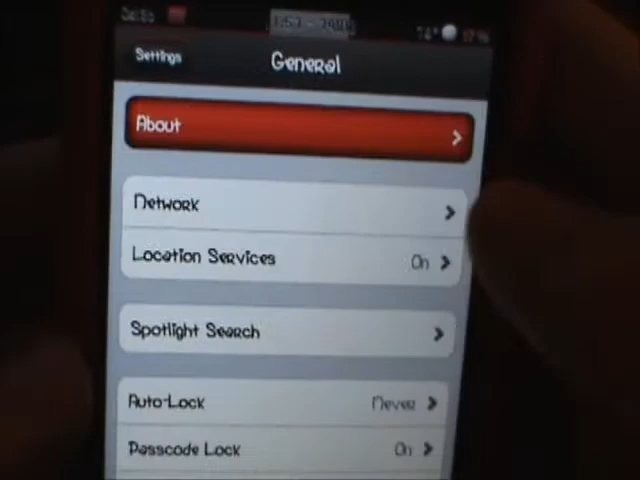 Settings
General
About
Network
Location Services
On
Spotlight Search
Auto-Lock
Never
Passcode Lock
On